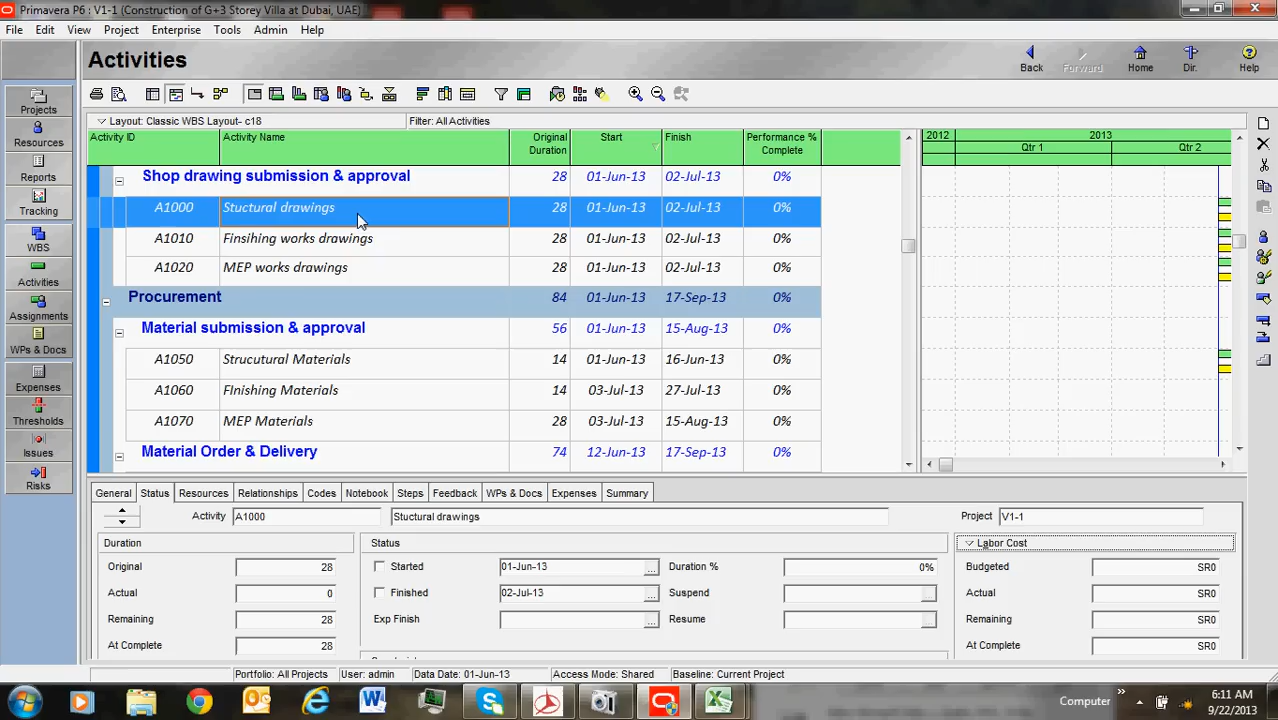 Primavera P6 : V1-1 (Construction of G+3 Storey Villa at Dubai, UAE)
File Edit View Project Enterprise Tools Admin Help
Activities
Back Forward Home Dir. Help
Layout: Classic WBS Layout- c18 Filter: All Activities
Activity ID Activity Name Original Duration Start Finish Performance % Complete 2012 2013
Qtr 1 Qtr 2
Shop drawing submission & approval 28 01-Jun-13 02-Jul-13 0%
A1000 Stuctural drawings 28 01-Jun-13 02-Jul-13 0%
A1010 Finsihing works drawings 28 01-Jun-13 02-Jul-13 0%
A1020 MEP works drawings 28 01-Jun-13 02-Jul-13 0%
Procurement 84 01-Jun-13 17-Sep-13 0%
Material submission & approval 56 01-Jun-13 15-Aug-13 0%
A1050 Strucutural Materials 14 01-Jun-13 16-Jun-13 0%
A1060 FInishing Materials 14 03-Jul-13 27-Jul-13 0%
A1070 MEP Materials 28 03-Jul-13 15-Aug-13 0%
Material Order & Delivery 74 12-Jun-13 17-Sep-13 0%
Projects
Resources
Reports
Tracking
WBS
Activities
Assignments
WPs & Docs
Expenses
Thresholds
Issues
Risks
General Status Resources Relationships Codes Notebook Steps Feedback WPs & Docs Expenses Summary
Activity A1000 Stuctural drawings Project V1-1
Duration Status Labor Cost
Original 28 Started 01-Jun-13 ... Duration % 0% Budgeted SR0
Actual 0 Finished 02-Jul-13 ... Suspend ... Actual SR0
Remaining 28 Exp Finish ... Resume ... Remaining SR0
At Complete 28 At Complete SR0
Portfolio: All Projects User: admin Data Date: 01-Jun-13 Access Mode: Shared Baseline: Current Project
Computer » 6:11 AM
9/22/2013